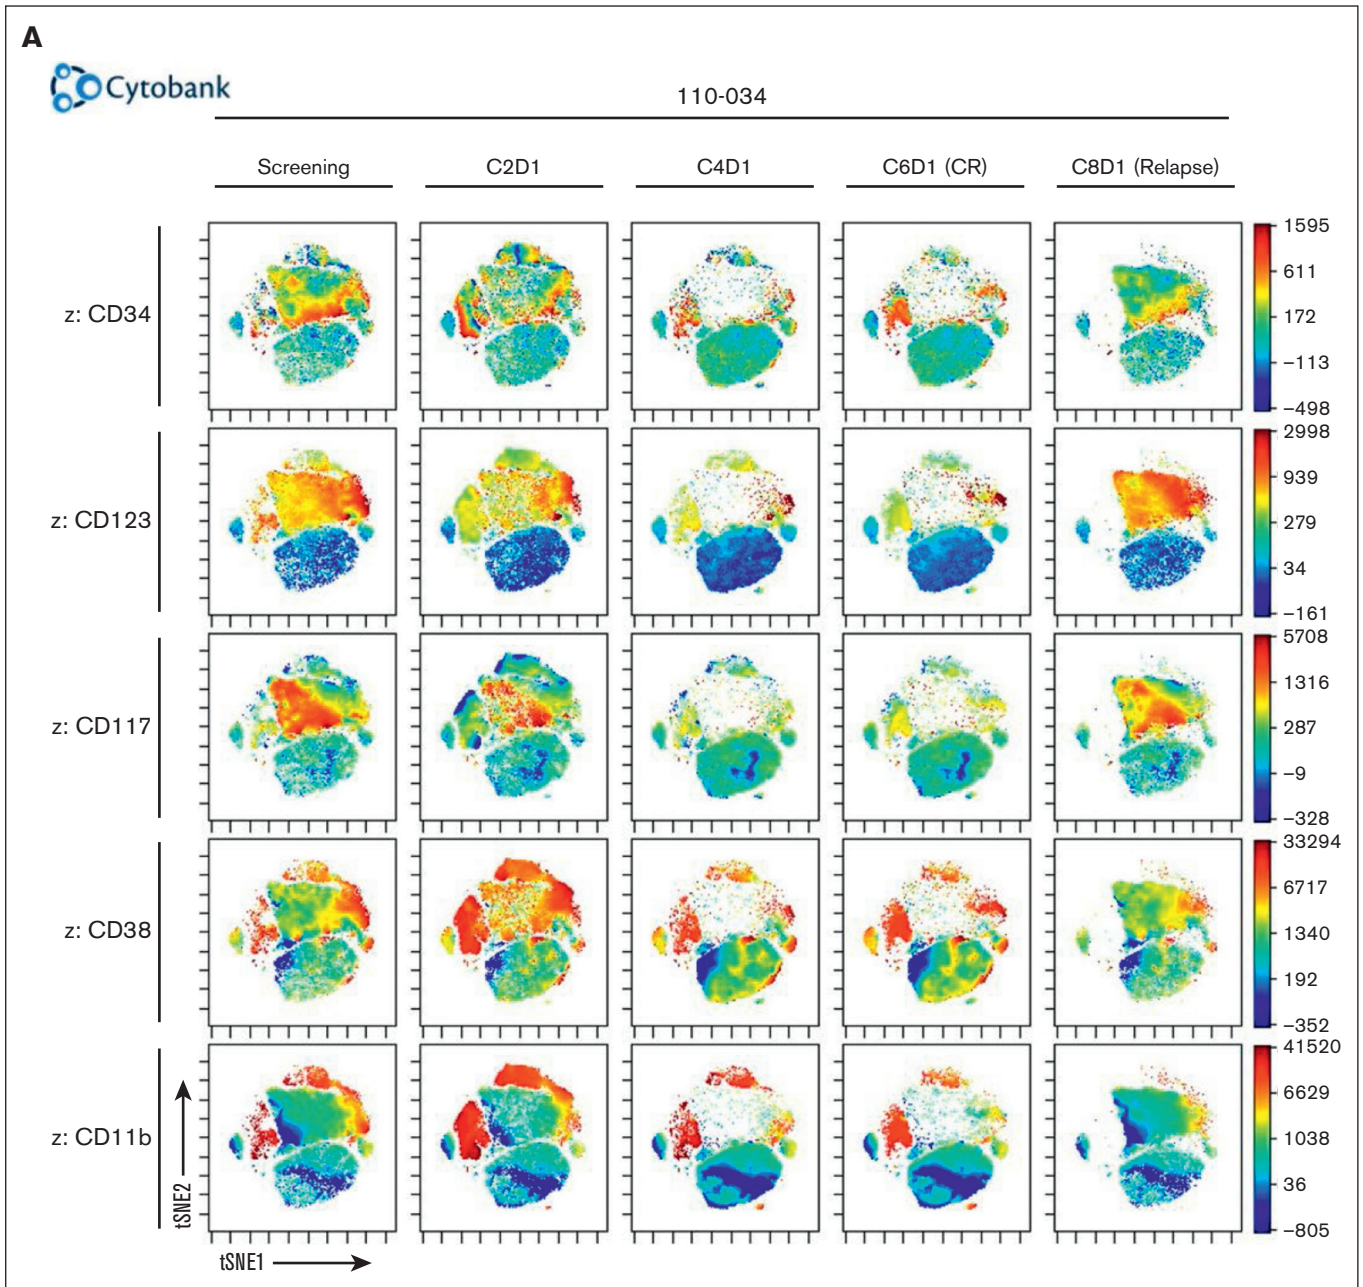 A
Cytobank
110-034
Screening
C2D1
C4D1
C6D1 (CR)
C8D1 (Relapse)
z: CD34
1595
611
172
−113
−498
z: CD123
2998
939
279
34
−161
z: CD117
5708
1316
287
−9
−328
z: CD38
33294
6717
1340
192
−352
z: CD11b
41520
6629
1038
36
−805
tSNE2
tSNE1